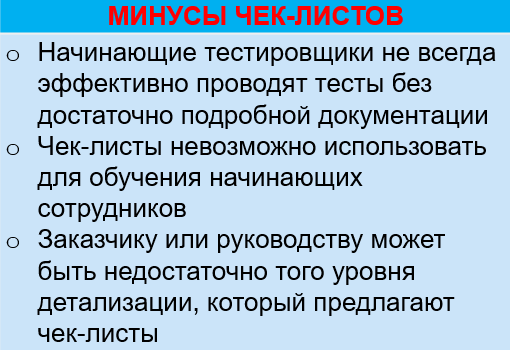 МИНУСЫ ЧЕК-ЛИСТОВ
o Начинающие тестировщики не всегда
эффективно проводят тесты без
достаточно подробной документации
o Чек-листы невозможно использовать
для обучения начинающих
сотрудников
o Заказчику или руководству может
быть недостаточно того уровня
детализации, который предлагают
чек-листы